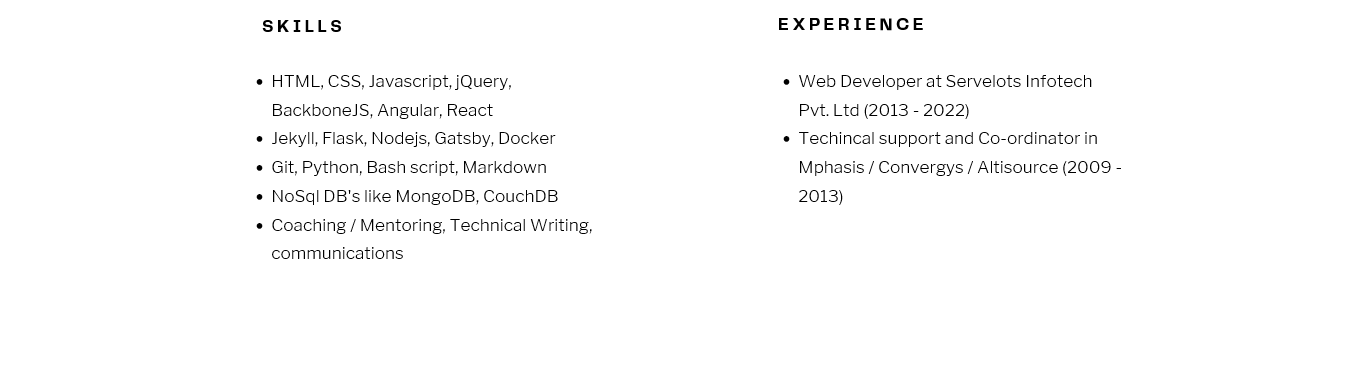 SKILLS
• HTML, CSS, Javascript, jQuery,
BackboneJS, Angular, React
• Jekyll, Flask, Nodejs, Gatsby, Docker
• Git, Python, Bash script, Markdown
• NoSql DB's like MongoDB, CouchDB
• Coaching / Mentoring, Technical Writing,
communications
EXPERIENCE
• Web Developer at Servelots Infotech
Pvt. Ltd (2013 - 2022)
• Techincal support and Co-ordinator in
Mphasis / Convergys / Altisource (2009 -
2013)